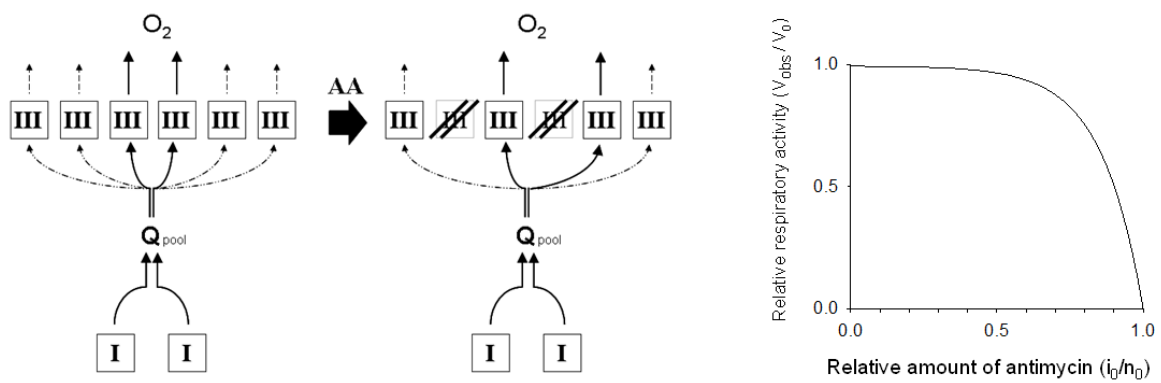 O2
III III III III III III
Q pool
I I
AA
O2
III III III III III III
Q pool
I I
Relative respiratory activity (Vobs / V0)
1.0
0.5
0.0
0.0 0.5 1.0
Relative amount of antimycin (i0/n0)